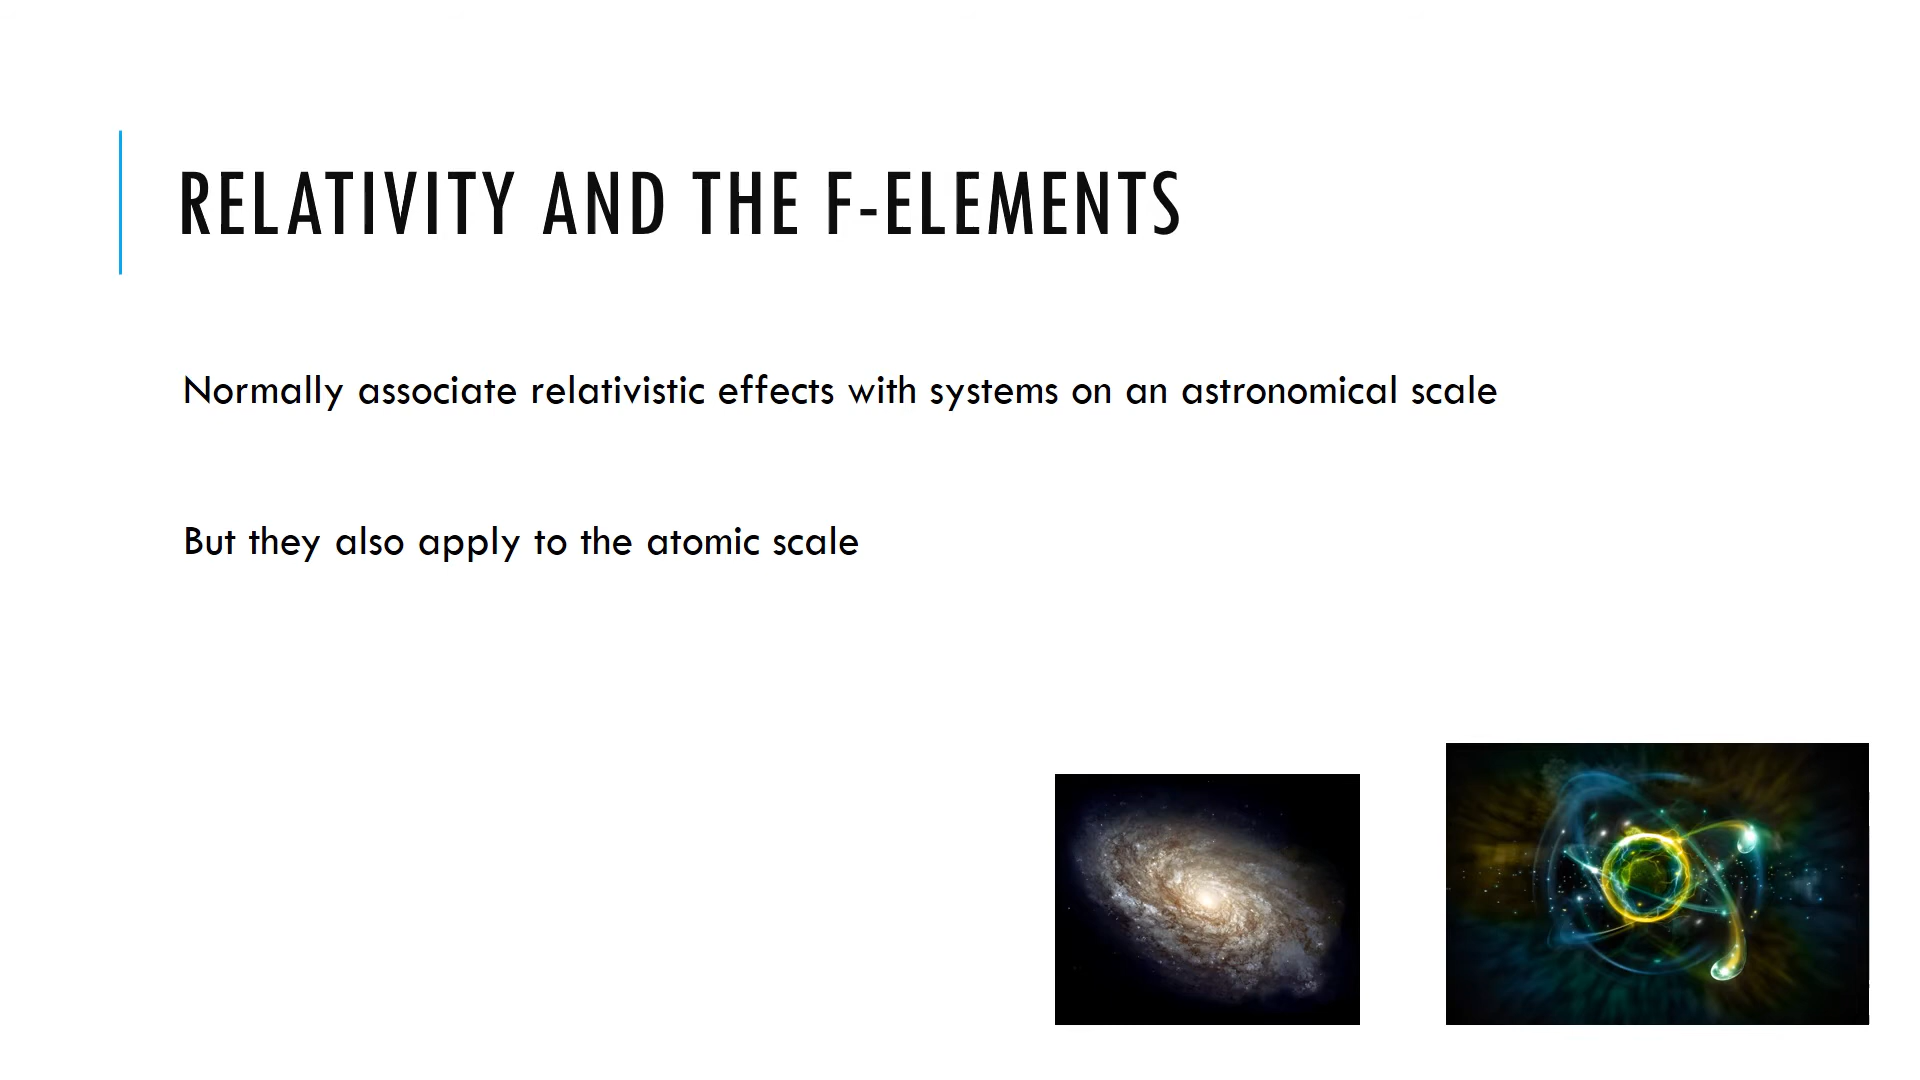 RELATIVITY AND THE F-ELEMENTS
Normally associate relativistic effects with systems on an astronomical scale
But they also apply to the atomic scale